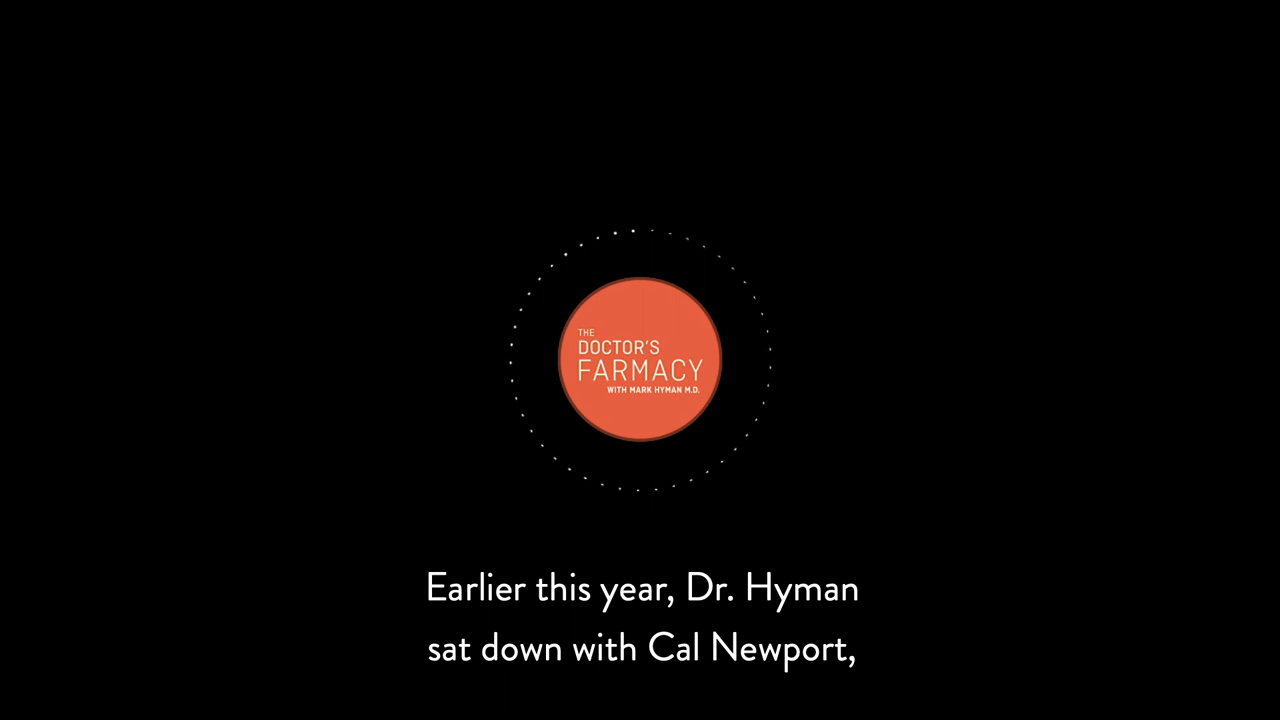 THE
DOCTOR'S
FARMACY
WITH MARK HYMAN M.D.
Earlier this year, Dr. Hyman
sat down with Cal Newport,